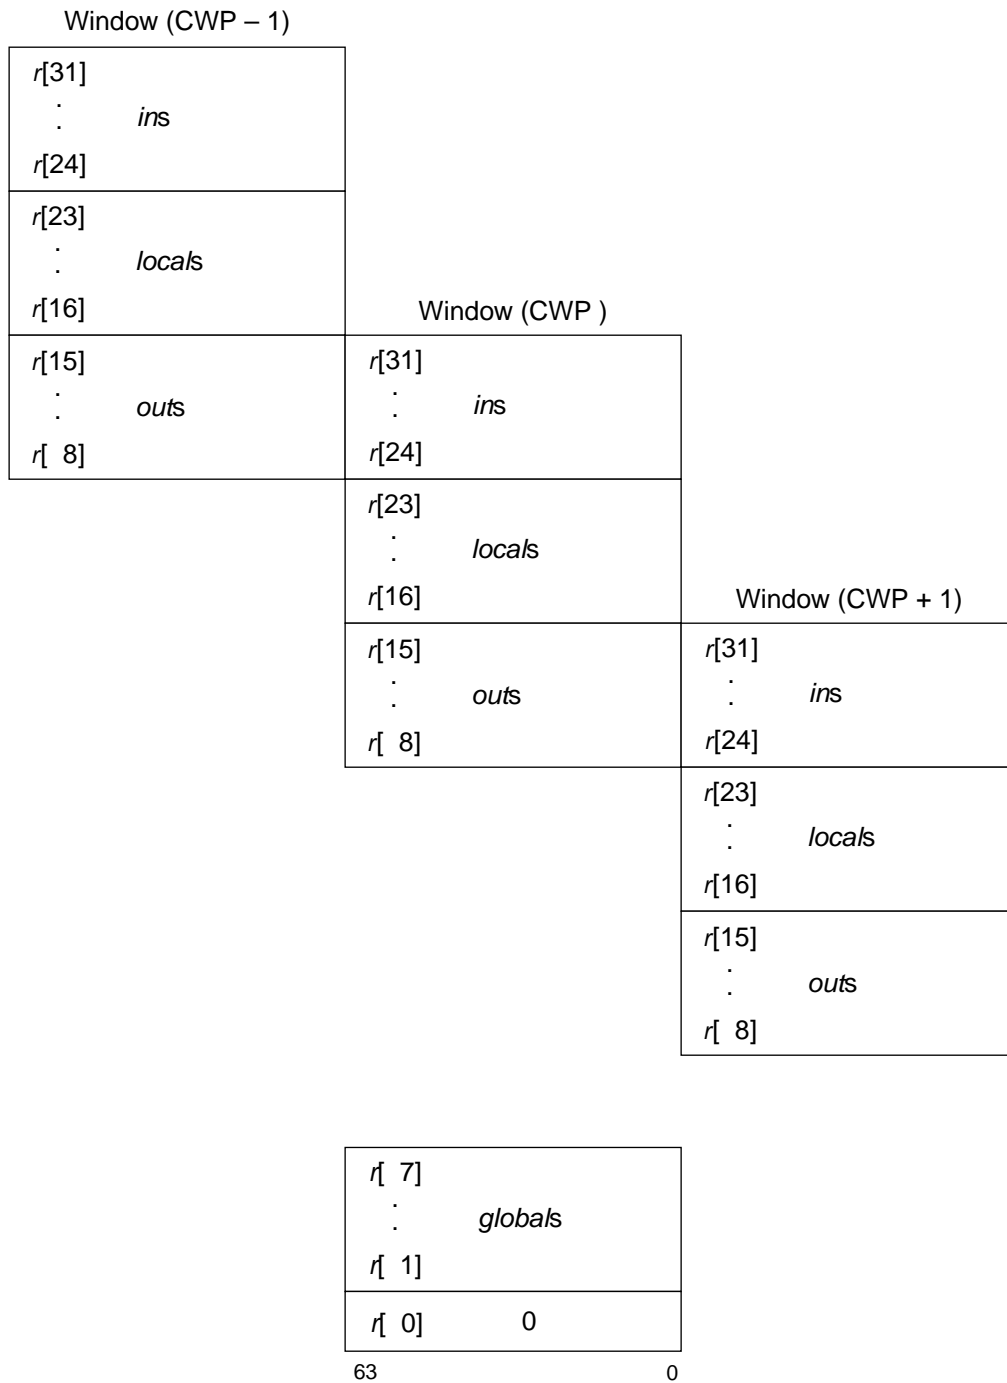 Window (CWP – 1)
r[31]
. ins
.
r[24]
r[23]
. locals
.
r[16]
r[15]
. outs
.
r[ 8]
Window (CWP )
r[31]
. ins
.
r[24]
r[23]
. locals
.
r[16]
r[15]
. outs
.
r[ 8]
Window (CWP + 1)
r[31]
. ins
.
r[24]
r[23]
. locals
.
r[16]
r[15]
. outs
.
r[ 8]
r[ 7]
. globals
.
r[ 1]
r[ 0] 0
63 0